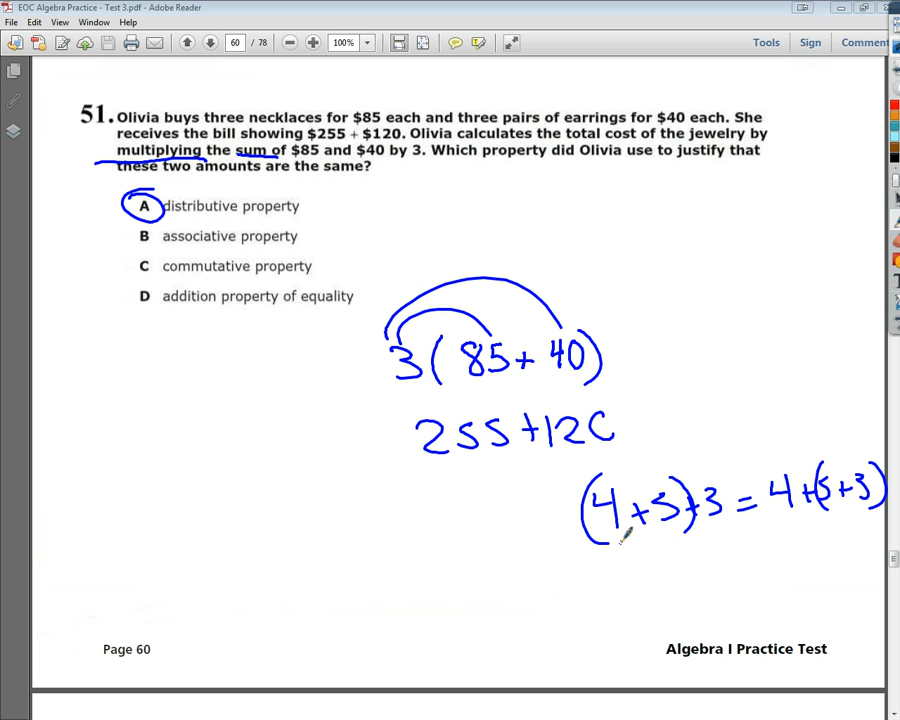 EOC Algebra Practice - Test 3.pdf - Adobe Reader
File Edit View Window Help
60 / 78 100% Tools Sign Comment
51. Olivia buys three necklaces for $85 each and three pairs of earrings for $40 each. She
receives the bill showing $255 + $120. Olivia calculates the total cost of the jewelry by
multiplying the sum of $85 and $40 by 3. Which property did Olivia use to justify that
these two amounts are the same?
A distributive property
B associative property
C commutative property
D addition property of equality
3(85+40)
255+120
(4+5)+3=4+(5+3)
Page 60 Algebra I Practice Test